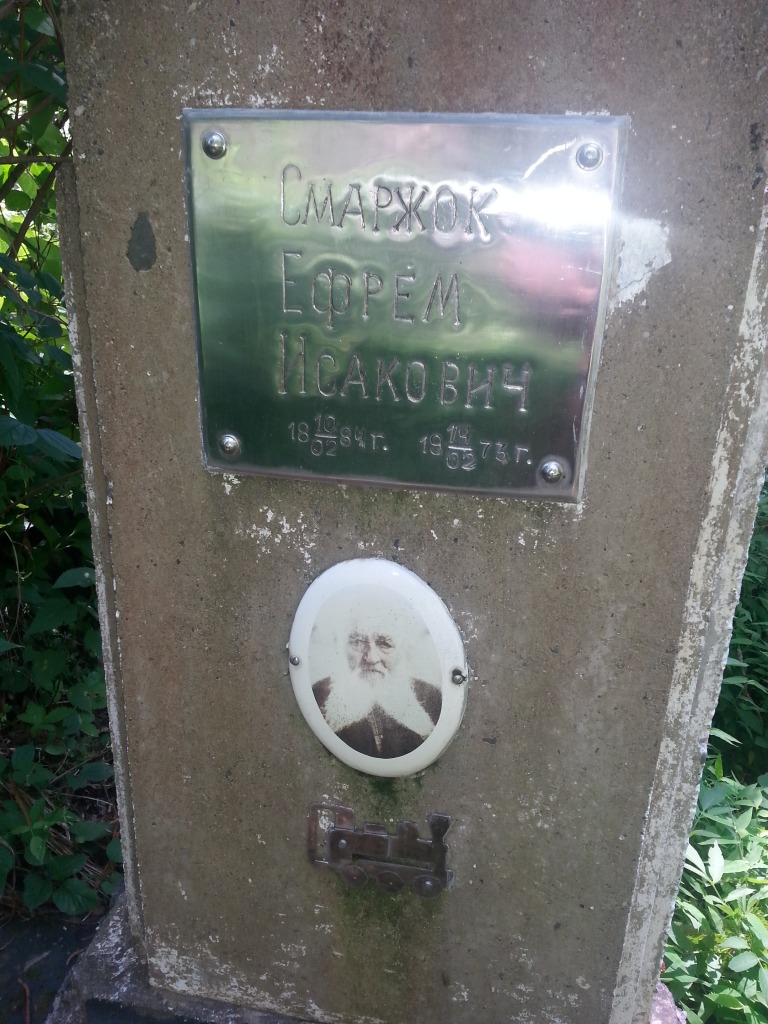 Смаржок
Ефрем
Исакович
18 10/02 84 г. 19 14/02 73 г.